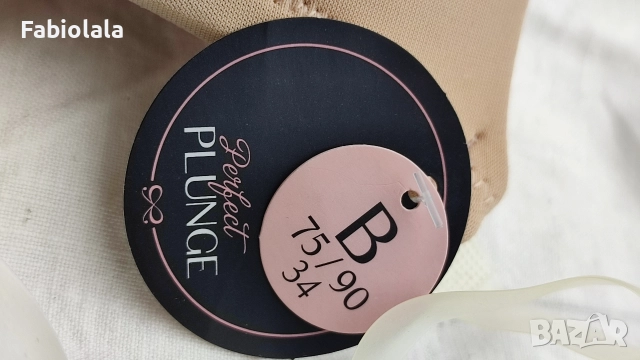 Fabiolala
Perfect
PLUNGE
B
75/90
34
BAZAR